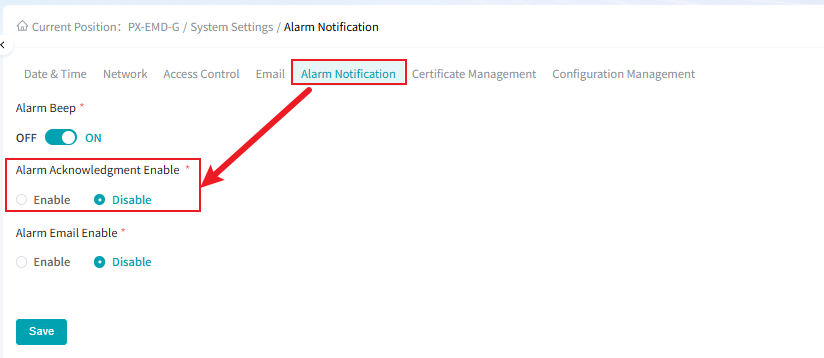 Current Position： PX-EMD-G / System Settings / Alarm Notification
Date & Time Network Access Control Email Alarm Notification Certificate Management Configuration Management
Alarm Beep *
OFF ON
Alarm Acknowledgment Enable *
Enable Disable
Alarm Email Enable *
Enable Disable
Save